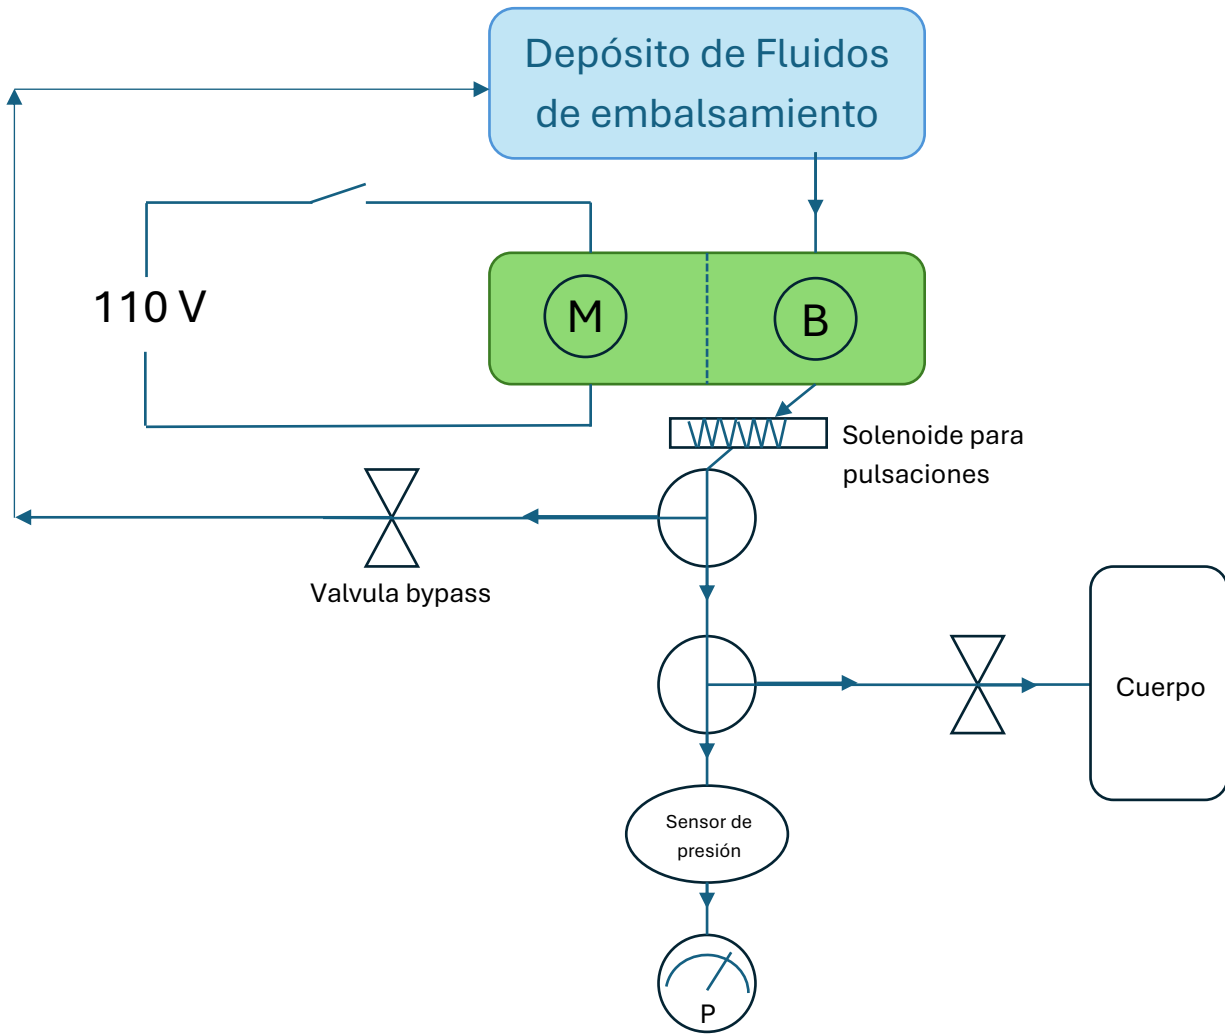 Depósito de Fluidos
de embalsamiento
110 V
M
B
Solenoide para
pulsaciones
Valvula bypass
Cuerpo
Sensor de
presión
P